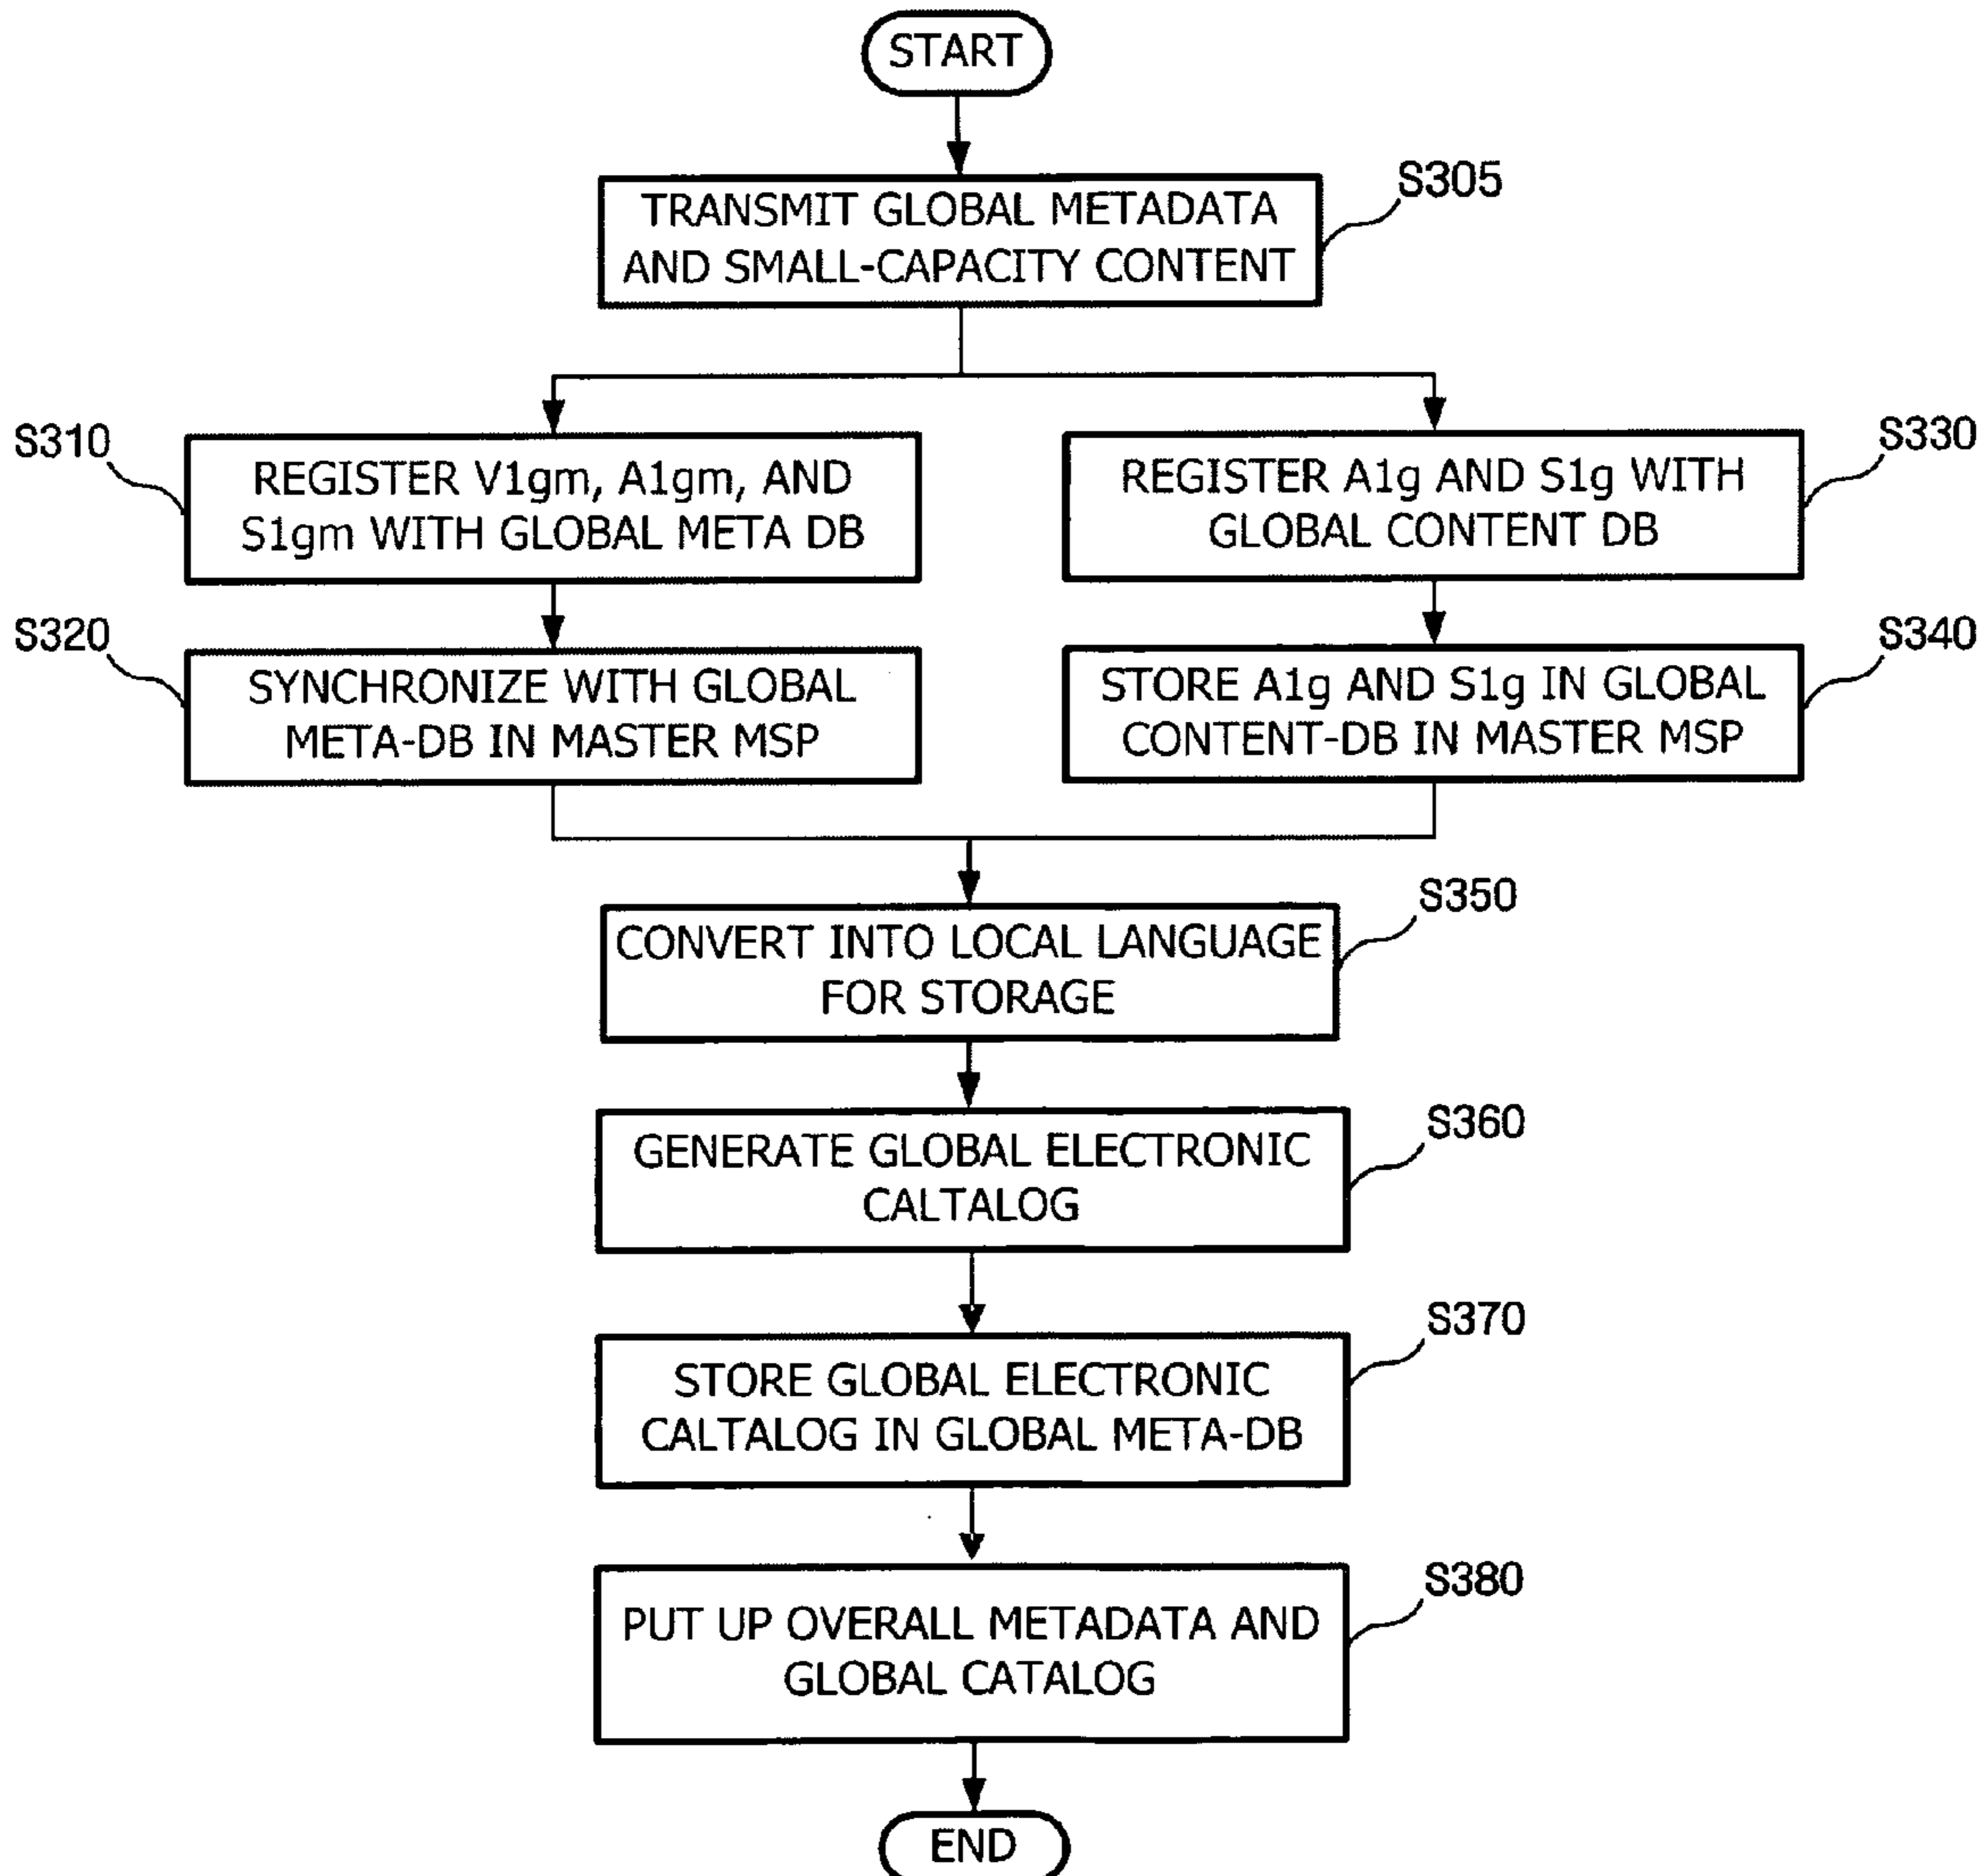 START
TRANSMIT GLOBAL METADATA
AND SMALL-CAPACITY CONTENT
S305
S310
REGISTER V1gm, A1gm, AND
S1gm WITH GLOBAL META DB
REGISTER A1g AND S1g WITH
GLOBAL CONTENT DB
S330
S320
SYNCHRONIZE WITH GLOBAL
META-DB IN MASTER MSP
STORE A1g AND S1g IN GLOBAL
CONTENT-DB IN MASTER MSP
S340
CONVERT INTO LOCAL LANGUAGE
FOR STORAGE
S350
GENERATE GLOBAL ELECTRONIC
CALTALOG
S360
STORE GLOBAL ELECTRONIC
CALTALOG IN GLOBAL META-DB
S370
PUT UP OVERALL METADATA AND
GLOBAL CATALOG
S380
END